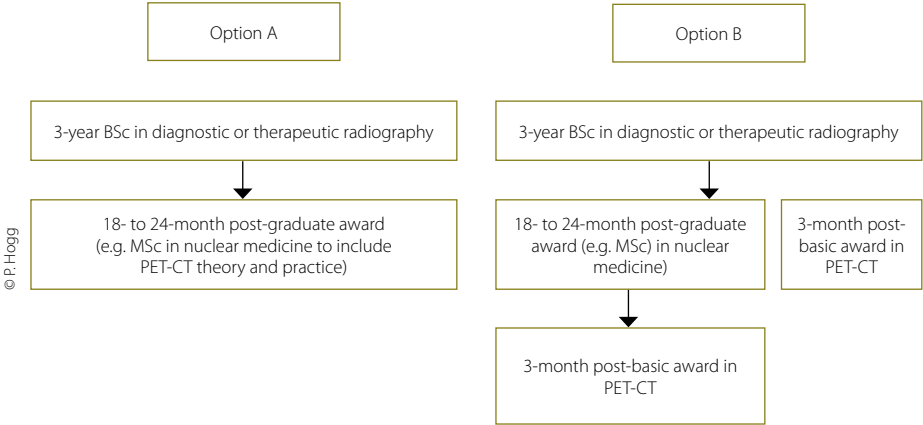 Option A
3-year BSc in diagnostic or therapeutic radiography
18- to 24-month post-graduate award
(e.g. MSc in nuclear medicine to include
PET-CT theory and practice)
© P. Hogg
Option B
3-year BSc in diagnostic or therapeutic radiography
18- to 24-month post-graduate
award (e.g. MSc) in nuclear
medicine)
3-month post-
basic award in
PET-CT
3-month post-basic award in
PET-CT